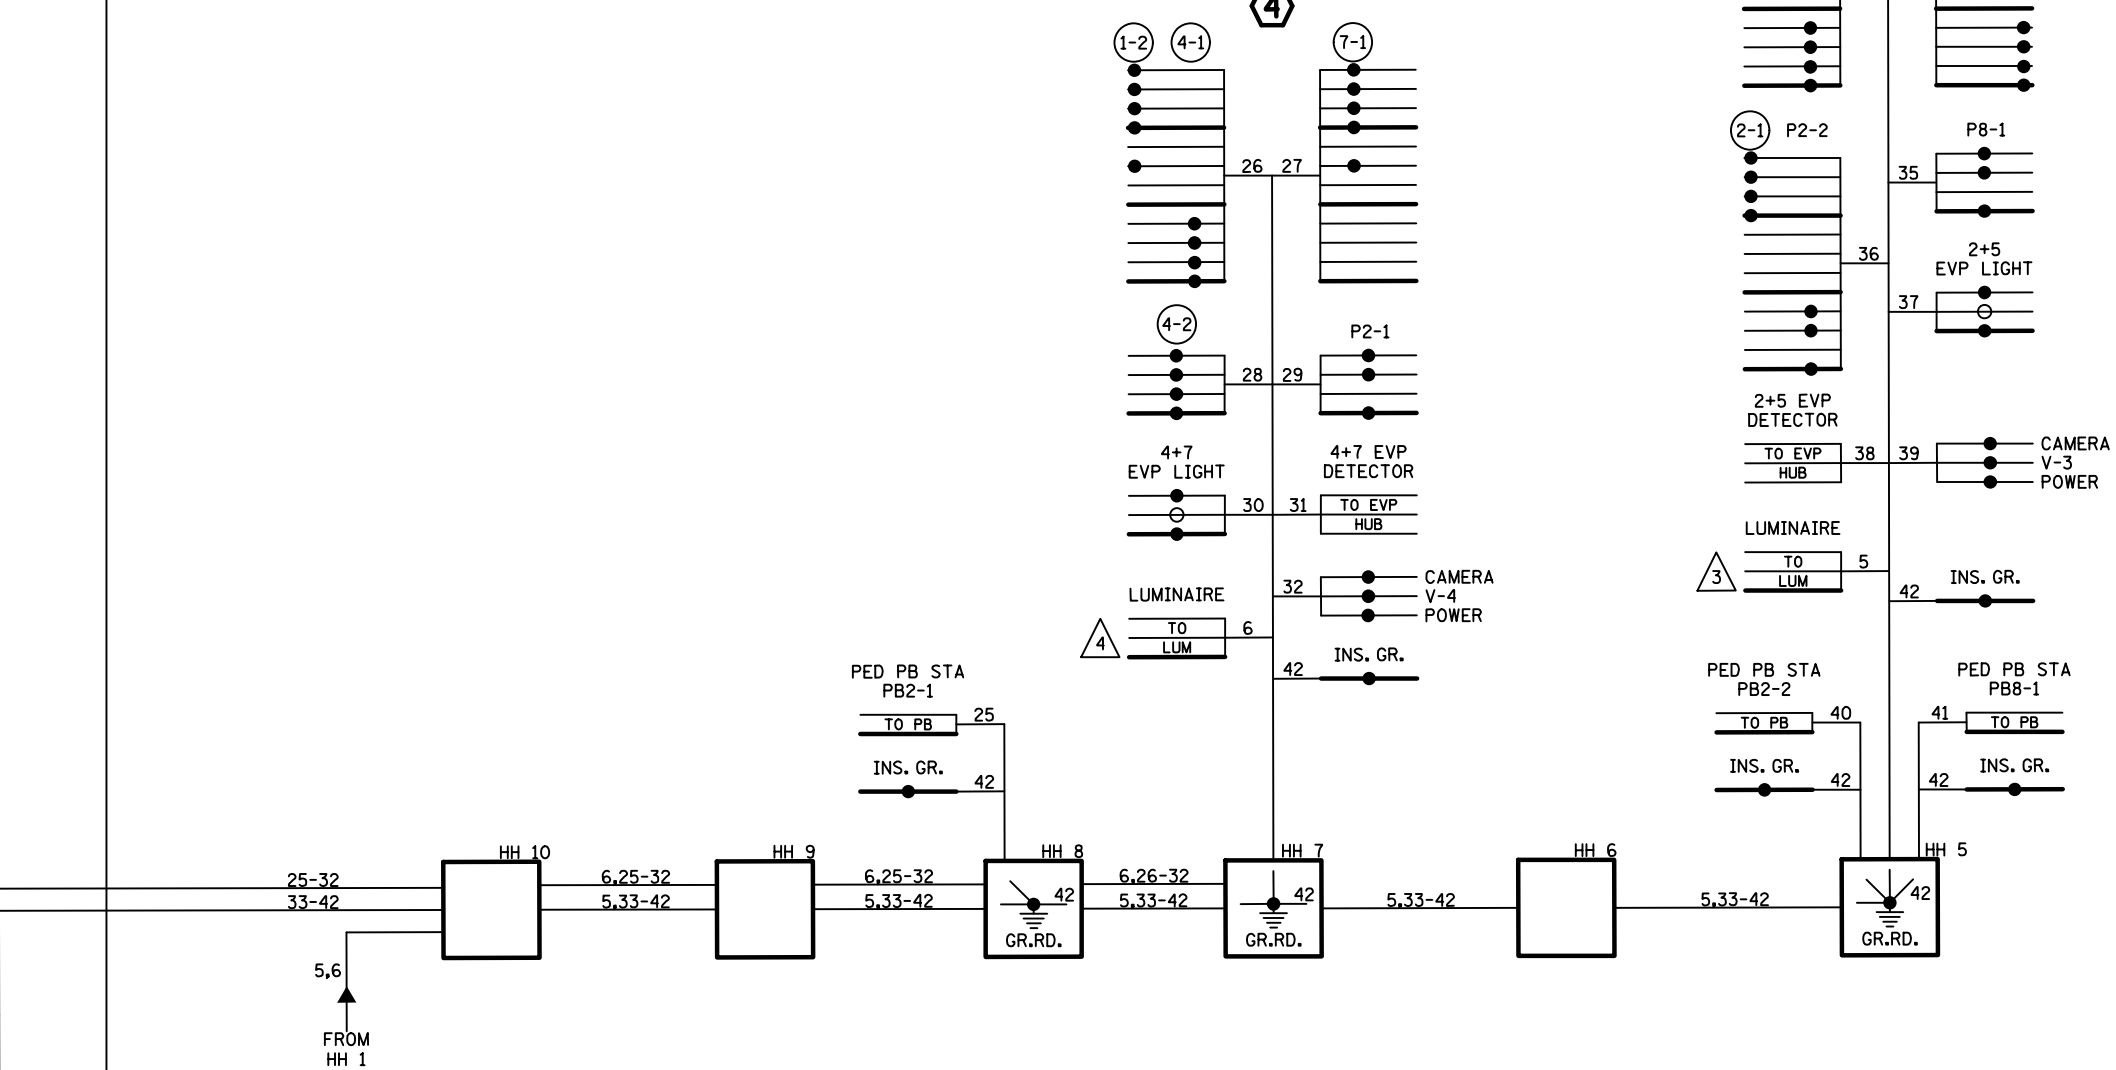 4
1-2 4-1 7-1
26 27
4-2 P2-1
28 29
4+7
EVP LIGHT
4+7 EVP
DETECTOR
30 31 TO EVP
HUB
LUMINAIRE
4
TO
LUM
6
32
CAMERA
V-4
POWER
INS. GR.
42
PED PB STA
PB2-1
TO PB
25
INS. GR.
42
2-1 P2-2
P8-1
35
36
2+5
EVP LIGHT
37
2+5 EVP
DETECTOR
TO EVP
HUB
38 39
CAMERA
V-3
POWER
LUMINAIRE
3
TO
LUM
5
INS. GR.
42
PED PB STA
PB2-2
TO PB
40
INS. GR.
42
PED PB STA
PB8-1
41
TO PB
INS. GR.
42
25-32
33-42
5,6
FROM
HH 1
HH 10
6,25-32
5,33-42
HH 9
6,25-32
5,33-42
HH 8
42
GR.RD.
6,26-32
5,33-42
HH 7
42
GR.RD.
5,33-42
HH 6
5,33-42
HH 5
42
GR.RD.